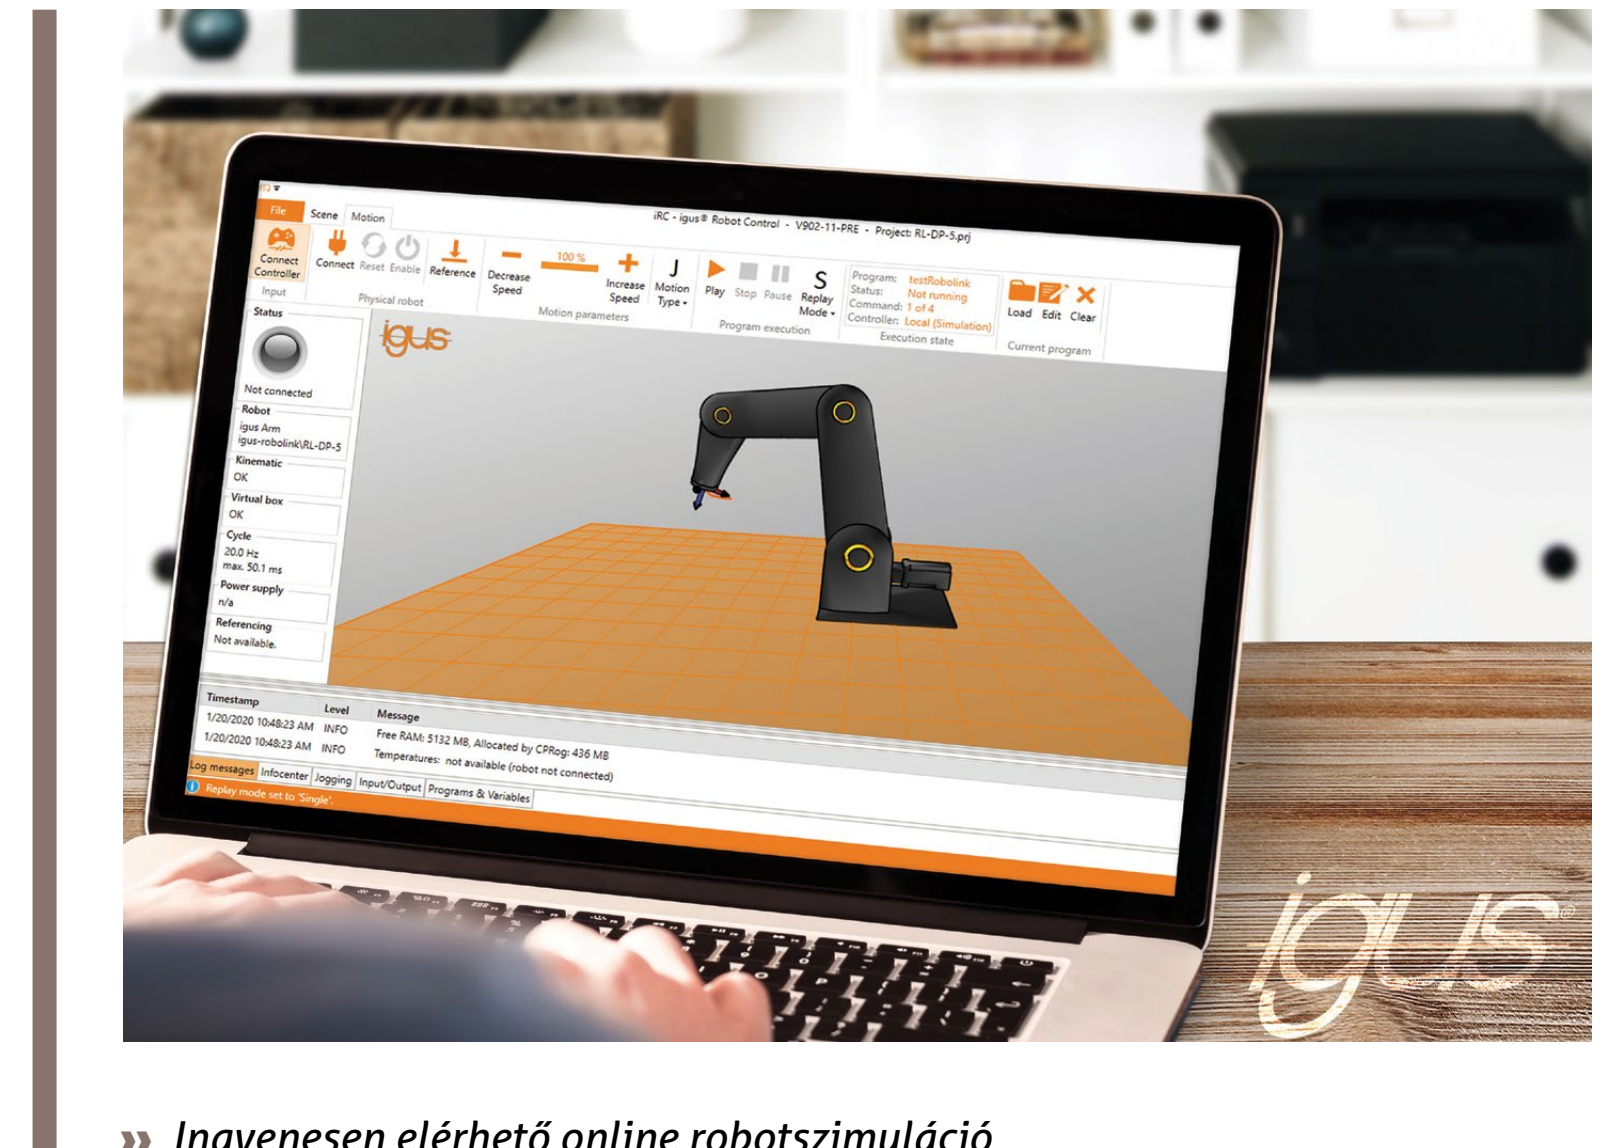 File Scene Motion
iRC - igus® Robot Control - V902-11-PRE - Project: RL-DP-5.prj
Connect Controller
Input
Connect Reset Enable Reference
Physical robot
Decrease Speed
100 %
Increase Speed
Motion Type
Motion parameters
Play Stop Pause Replay Mode
Program execution
Program: testRobolink
Status: Not running
Command: 1 of 4
Controller: Local (Simulation)
Execution state
Load Edit Clear
Current program
Status
Not connected
Robot
igus Arm
igus-robolink\RL-DP-5
Kinematic
OK
Virtual box
OK
Cycle
20.0 Hz
max. 50.1 ms
Power supply
n/a
Referencing
Not available.
igus
Timestamp Level Message
1/20/2020 10:48:23 AM INFO Free RAM: 5132 MB, Allocated by CPRog: 436 MB
1/20/2020 10:48:23 AM INFO Temperatures: not available (robot not connected)
Log messages Infocenter Jogging Input/Output Programs & Variables
Replay mode set to 'Single'.
igus®
» Ingyenesen elérhető online robotszimuláció